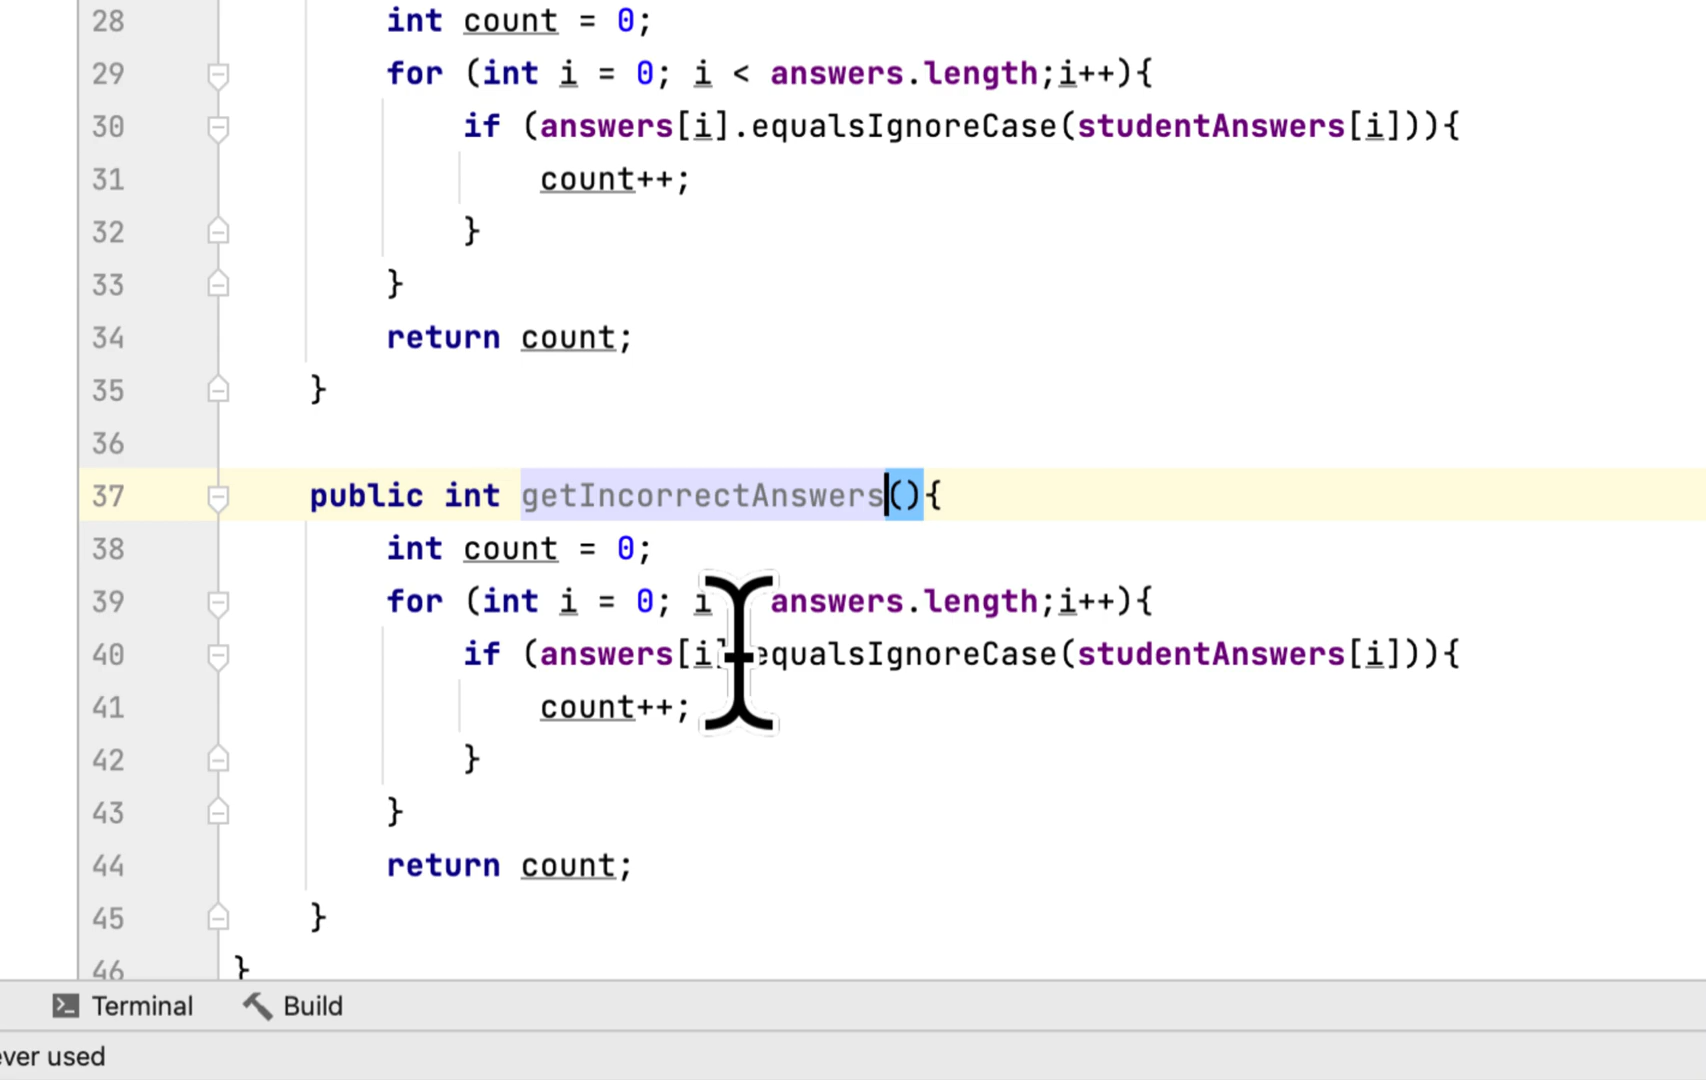 28 int count = 0;
29 for (int i = 0; i < answers.length;i++){
30 if (answers[i].equalsIgnoreCase(studentAnswers[i])){
31 count++;
32 }
33 }
34 return count;
35 }
36
37 public int getIncorrectAnswers(){
38 int count = 0;
39 for (int i = 0; i answers.length;i++){
40 if (answers[i] equalsIgnoreCase(studentAnswers[i])){
41 count++;
42 }
43 }
44 return count;
45 }
46 }
Terminal Build
ever used